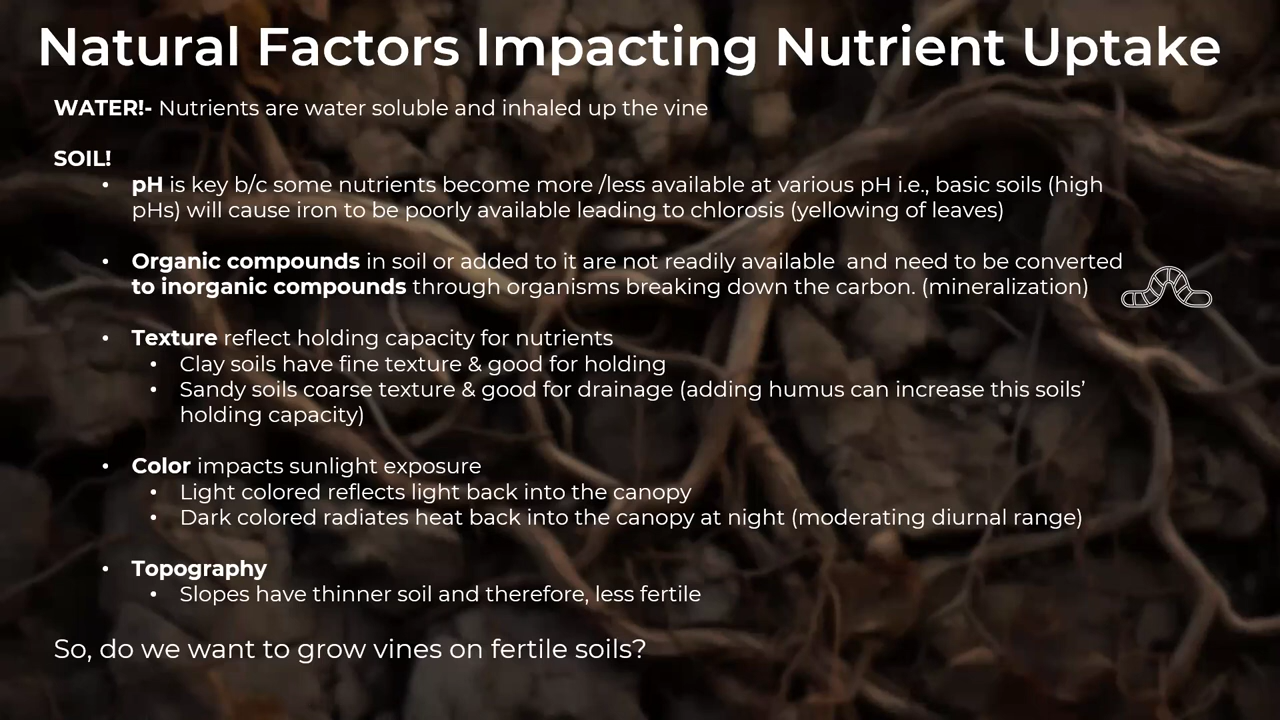 Natural Factors Impacting Nutrient Uptake
WATER!- Nutrients are water soluble and inhaled up the vine
SOIL!
• pH is key b/c some nutrients become more /less available at various pH i.e., basic soils (high
pHs) will cause iron to be poorly available leading to chlorosis (yellowing of leaves)
• Organic compounds in soil or added to it are not readily available  and need to be converted
to inorganic compounds through organisms breaking down the carbon. (mineralization)
• Texture reflect holding capacity for nutrients
• Clay soils have fine texture & good for holding
• Sandy soils coarse texture & good for drainage (adding humus can increase this soils’
holding capacity)
• Color impacts sunlight exposure
• Light colored reflects light back into the canopy
• Dark colored radiates heat back into the canopy at night (moderating diurnal range)
• Topography
• Slopes have thinner soil and therefore, less fertile
So, do we want to grow vines on fertile soils?